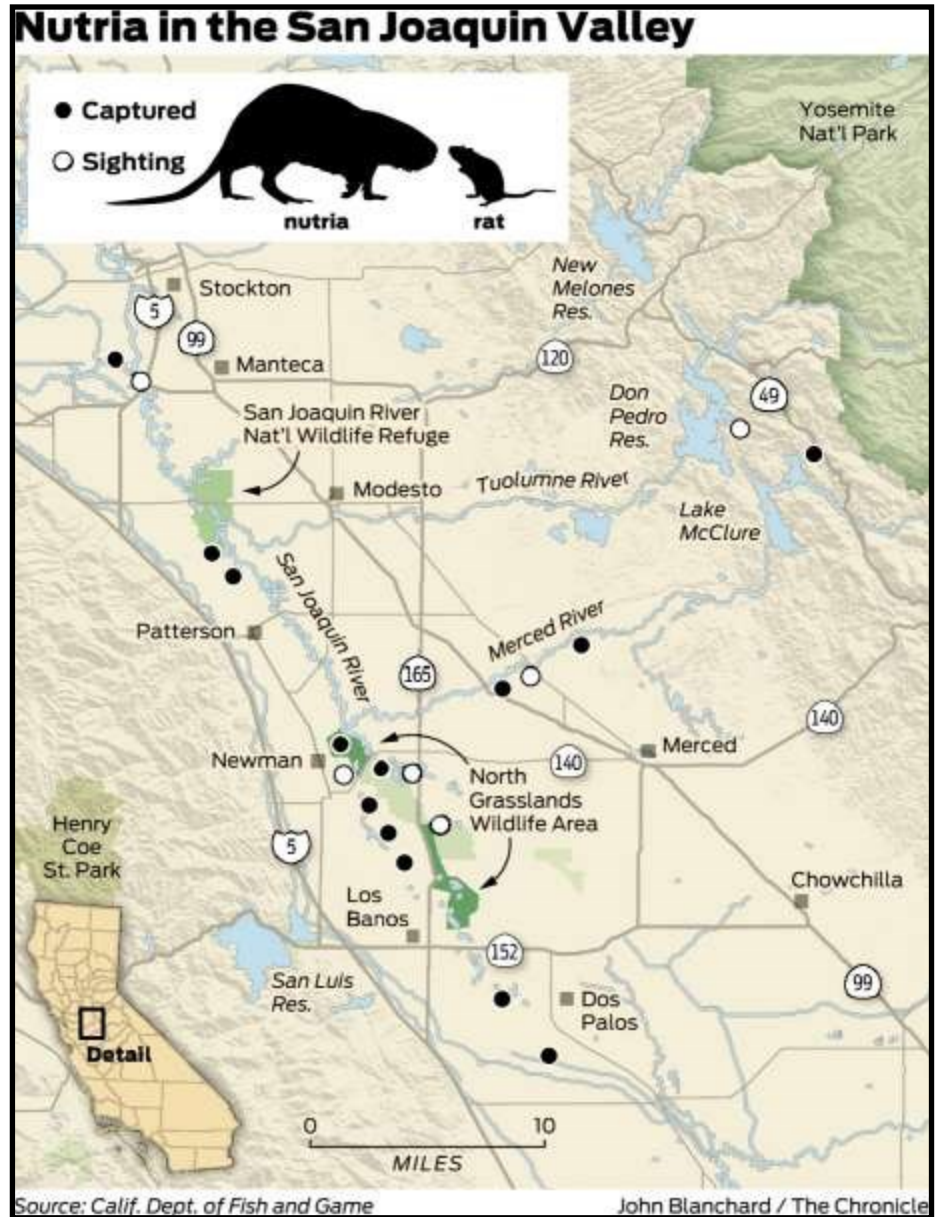 Nutria in the San Joaquin Valley
Captured
Sighting
nutria
rat
Yosemite
Nat'l Park
New
Melones
Res.
Stockton
5
99
Manteca
120
49
Don
Pedro
Res.
San Joaquin River
Nat'l Wildlife Refuge
Modesto
Tuolumne River
Lake
McClure
San Joaquin River
Patterson
Merced River
165
140
Newman
Merced
140
North
Grasslands
Wildlife Area
Henry
Coe
St. Park
5
Los
Banos
Chowchilla
152
99
San Luis
Res.
Dos
Palos
Detail
0 10
MILES
Source: Calif. Dept. of Fish and Game
John Blanchard / The Chronicle